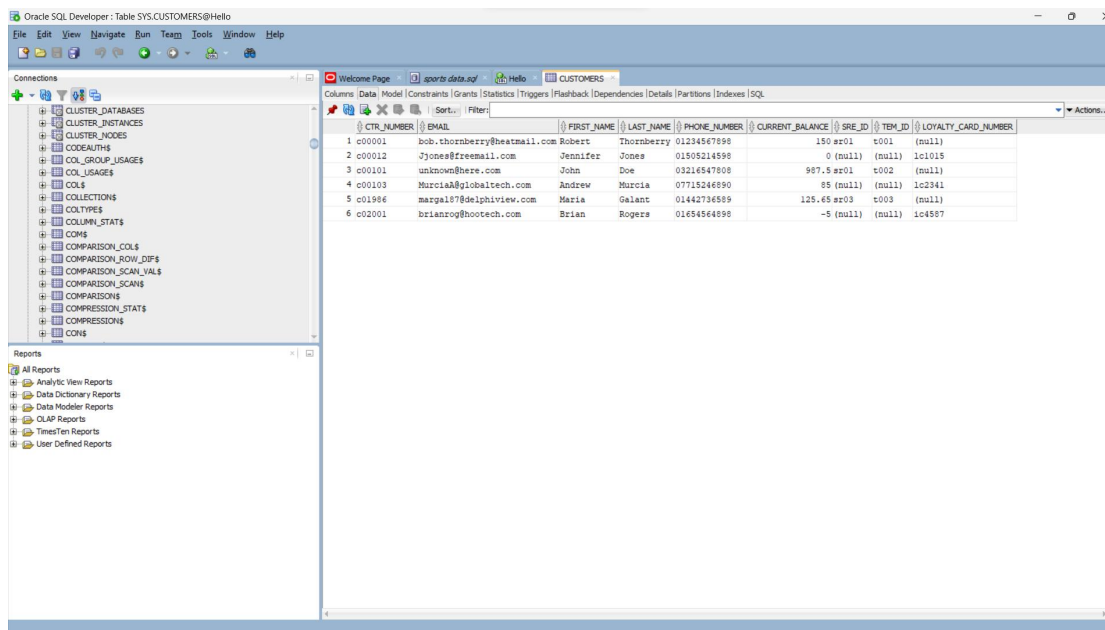 Oracle SQL Developer : Table SYS.CUSTOMERS@Hello
File Edit View Navigate Run Team Tools Window Help
Connections
CLUSTER_DATABASES
CLUSTER_INSTANCES
CLUSTER_NODES
CODEAUTH$
COL_GROUP_USAGE$
COL_USAGE$
COLS
COLLECTION$
COLTYPE$
COLUMN_STAT$
COM$
COMPARISON_COL$
COMPARISON_ROW_DIF$
COMPARISON_SCAN_VAL$
COMPARISON_SCAN$
COMPARISON$
COMPRESSION_STAT$
COMPRESSION$
CON$
Reports
All Reports
Analytic View Reports
Data Dictionary Reports
Data Modeler Reports
OLAP Reports
TimesTen Reports
User Defined Reports
Welcome Page sports data.sql Hello CUSTOMERS
Columns Data Model Constraints Grants Statistics Triggers Flashback Dependencies Details Partitions Indexes SQL
Sort.. Filter: Actions...
CTR_NUMBER EMAIL FIRST_NAME LAST_NAME PHONE_NUMBER CURRENT_BALANCE SRE_ID TEM_ID LOYALTY_CARD_NUMBER
1 c00001 bob.thornberry@heatmail.com Robert Thornberry 01234567898 150 sr01 t001 (null)
2 c00012 Jjones@freemail.com Jennifer Jones 01505214598 0 (null) (null) lc1015
3 c00101 unknown@here.com John Doe 03216547808 987.5 sr01 t002 (null)
4 c00103 MurciaA@globaltech.com Andrew Murcia 07715246890 85 (null) (null) lc2341
5 c01986 margal87@delphiview.com Maria Galant 01442736589 125.65 sr03 t003 (null)
6 c02001 brianrog@hootech.com Brian Rogers 01654564898 -5 (null) (null) lc4587